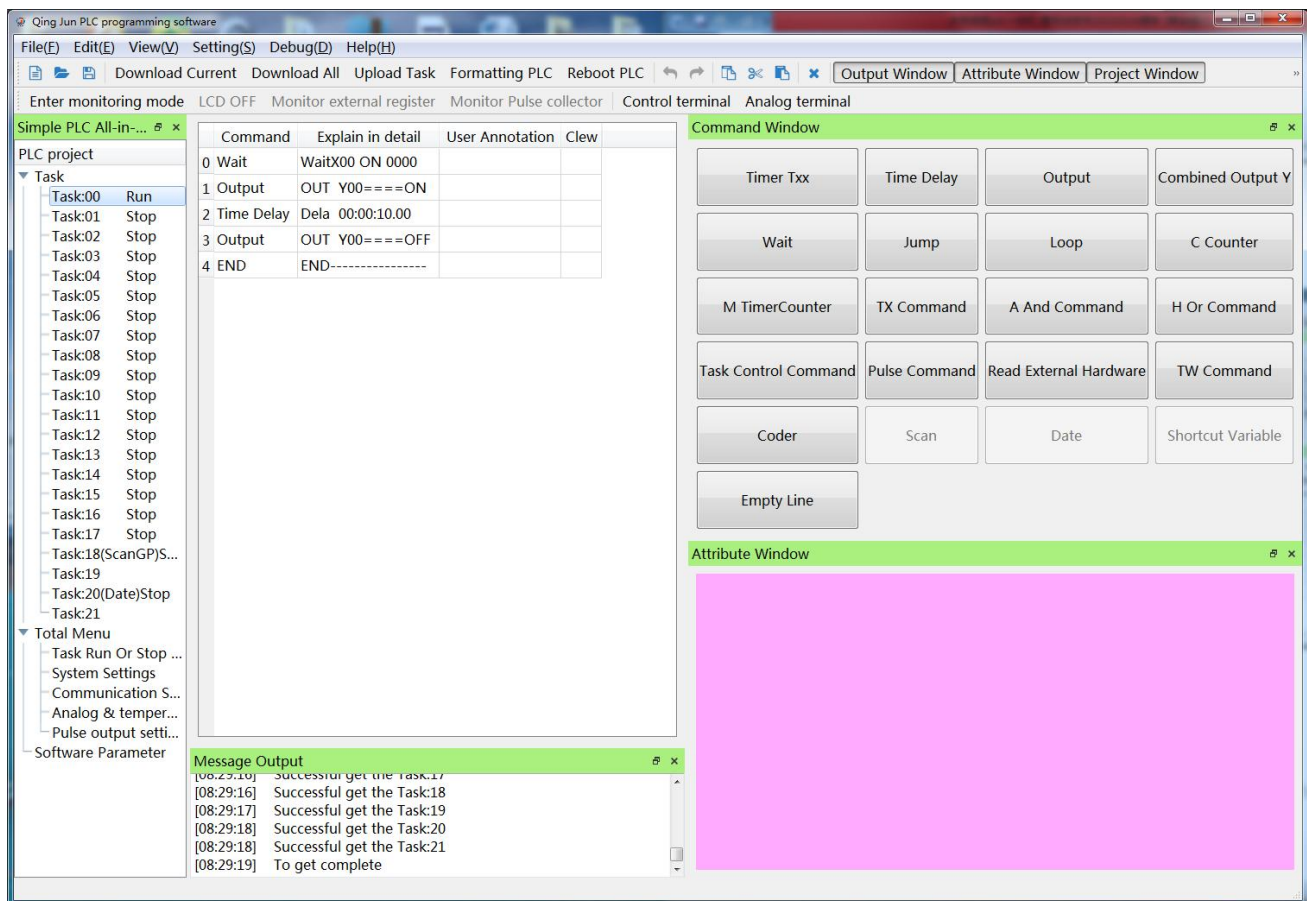 Qing Jun PLC programming software
File(F) Edit(E) View(V) Setting(S) Debug(D) Help(H)
Download Current Download All Upload Task Formatting PLC Reboot PLC Output Window Attribute Window Project Window »
Enter monitoring mode LCD OFF Monitor external register Monitor Pulse collector Control terminal Analog terminal
Simple PLC All-in-...
PLC project
Task
Task:00 Run
Task:01 Stop
Task:02 Stop
Task:03 Stop
Task:04 Stop
Task:05 Stop
Task:06 Stop
Task:07 Stop
Task:08 Stop
Task:09 Stop
Task:10 Stop
Task:11 Stop
Task:12 Stop
Task:13 Stop
Task:14 Stop
Task:15 Stop
Task:16 Stop
Task:17 Stop
Task:18(ScanGP)S...
Task:19
Task:20(Date)Stop
Task:21
Total Menu
Task Run Or Stop ...
System Settings
Communication S...
Analog & temper...
Pulse output setti...
Software Parameter
Command Explain in detail User Annotation Clew
0 Wait WaitX00 ON 0000
1 Output OUT Y00====ON
2 Time Delay Dela 00:00:10.00
3 Output OUT Y00====OFF
4 END END----------------
Message Output
[08:29:16] Successful get the Task:17
[08:29:16] Successful get the Task:18
[08:29:17] Successful get the Task:19
[08:29:18] Successful get the Task:20
[08:29:18] Successful get the Task:21
[08:29:19] To get complete
Command Window
Timer Txx Time Delay Output Combined Output Y
Wait Jump Loop C Counter
M TimerCounter TX Command A And Command H Or Command
Task Control Command Pulse Command Read External Hardware TW Command
Coder Scan Date Shortcut Variable
Empty Line
Attribute Window